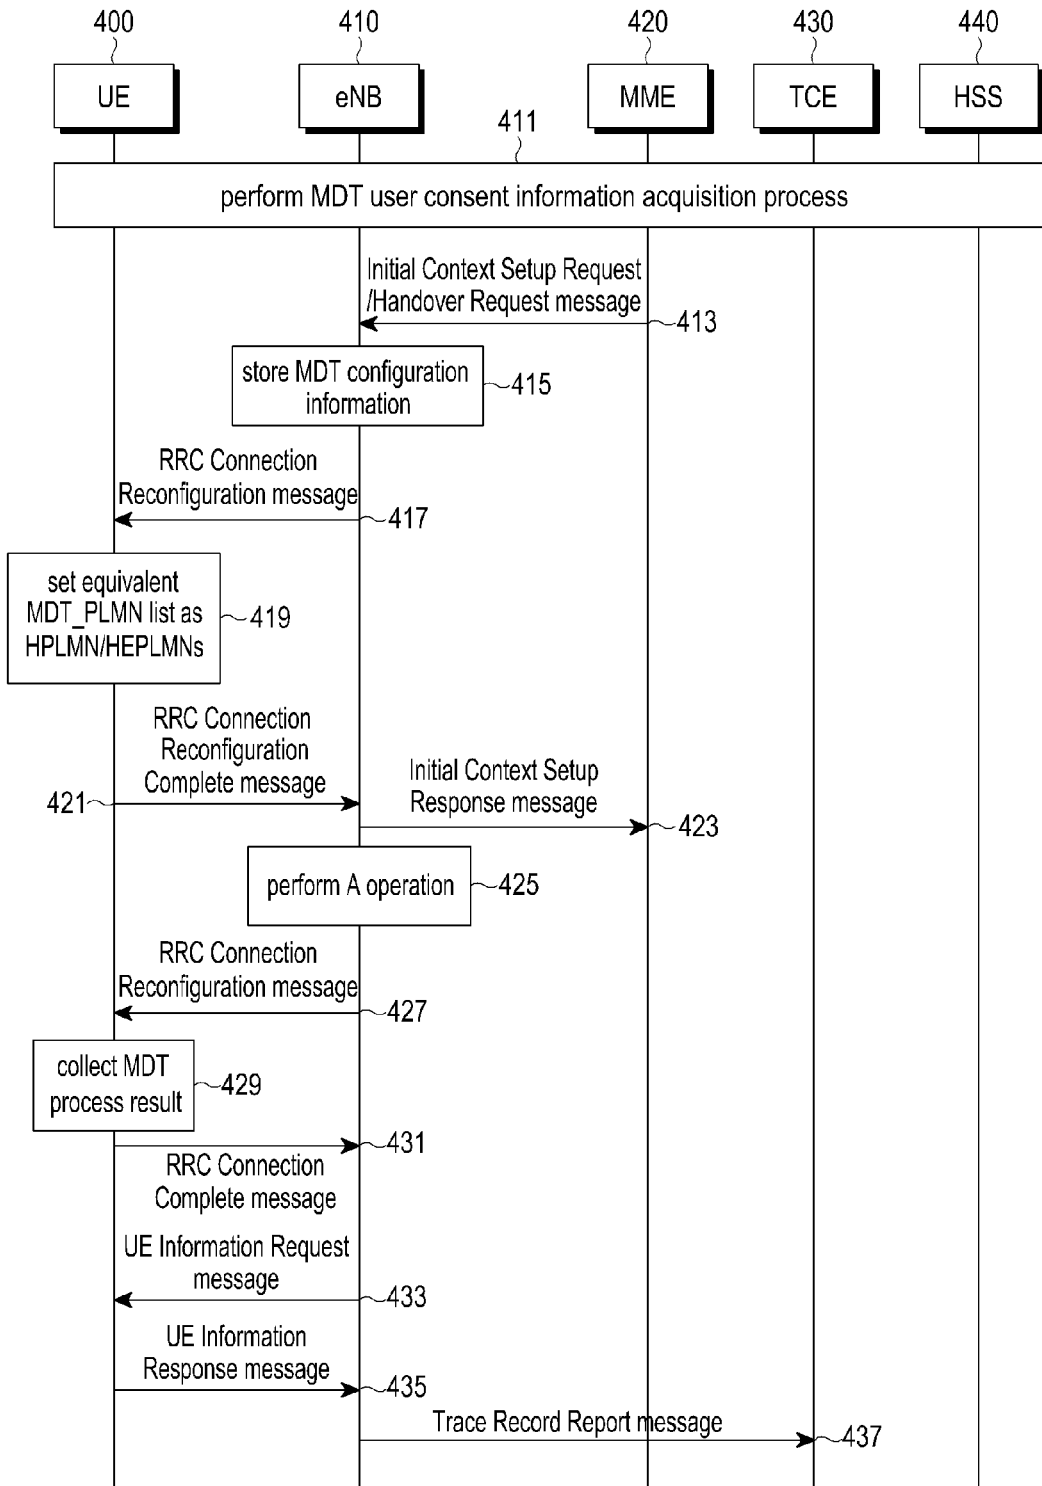 400
410
420
430
440
UE
eNB
MME
TCE
HSS
411
perform MDT user consent information acquisition process
Initial Context Setup Request
/Handover Request message
413
store MDT configuration
information
415
RRC Connection
Reconfiguration message
417
set equivalent
MDT_PLMN list as
HPLMN/HEPLMNs
419
RRC Connection
Reconfiguration
Complete message
421
Initial Context Setup
Response message
423
perform A operation
425
RRC Connection
Reconfiguration message
427
collect MDT
process result
429
431
RRC Connection
Complete message
UE Information Request
message
433
UE Information
Response message
435
Trace Record Report message
437